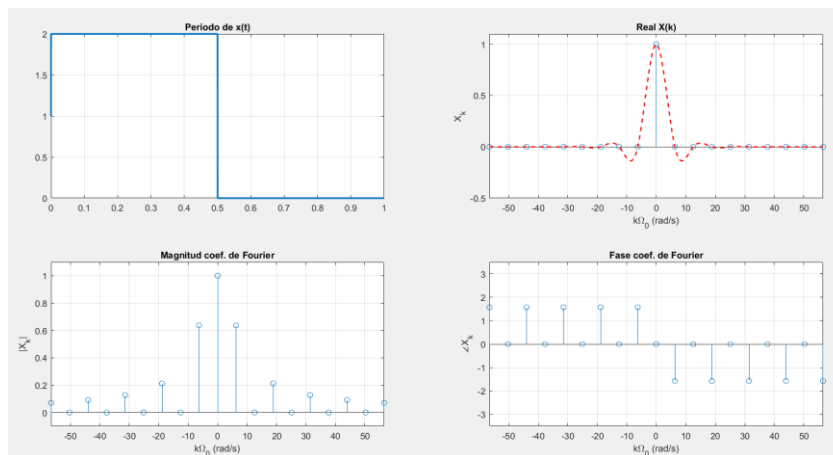 Periodo de x(t)
2
1.5
1
0.5
0
0 0.1 0.2 0.3 0.4 0.5 0.6 0.7 0.8 0.9 1
Real X(k)
X_k
1
0.5
0
-0.5
-50 -40 -30 -20 -10 0 10 20 30 40 50
kΩ_0 (rad/s)
Magnitud coef. de Fourier
|X_k|
1
0.8
0.6
0.4
0.2
0
-50 -40 -30 -20 -10 0 10 20 30 40 50
kΩ_0 (rad/s)
Fase coef. de Fourier
∠X_k
3
2
1
0
-1
-2
-3
-50 -40 -30 -20 -10 0 10 20 30 40 50
kΩ_0 (rad/s)